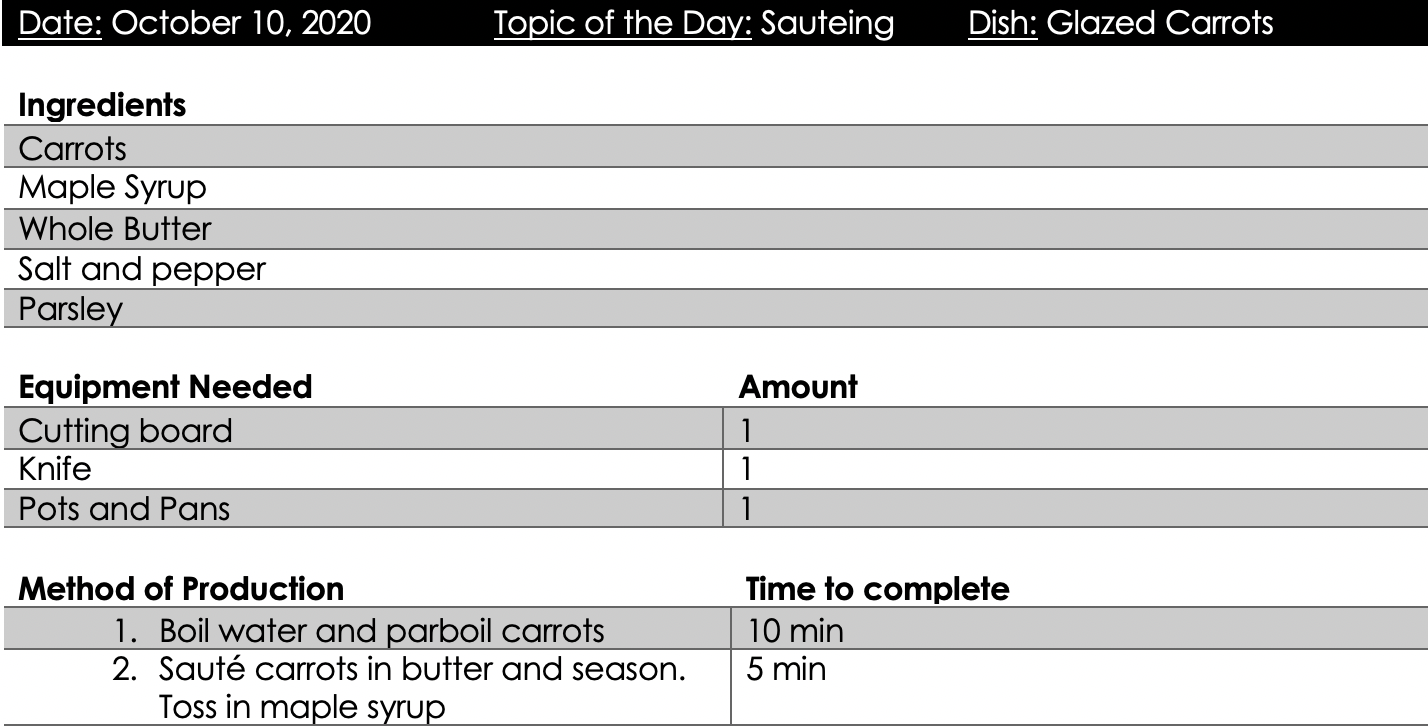 Date: October 10, 2020 Topic of the Day: Sauteing Dish: Glazed Carrots
Ingredients
Carrots
Maple Syrup
Whole Butter
Salt and pepper
Parsley
Equipment Needed Amount
Cutting board 1
Knife 1
Pots and Pans 1
Method of Production Time to complete
1. Boil water and parboil carrots 10 min
2. Sauté carrots in butter and season. 5 min
Toss in maple syrup